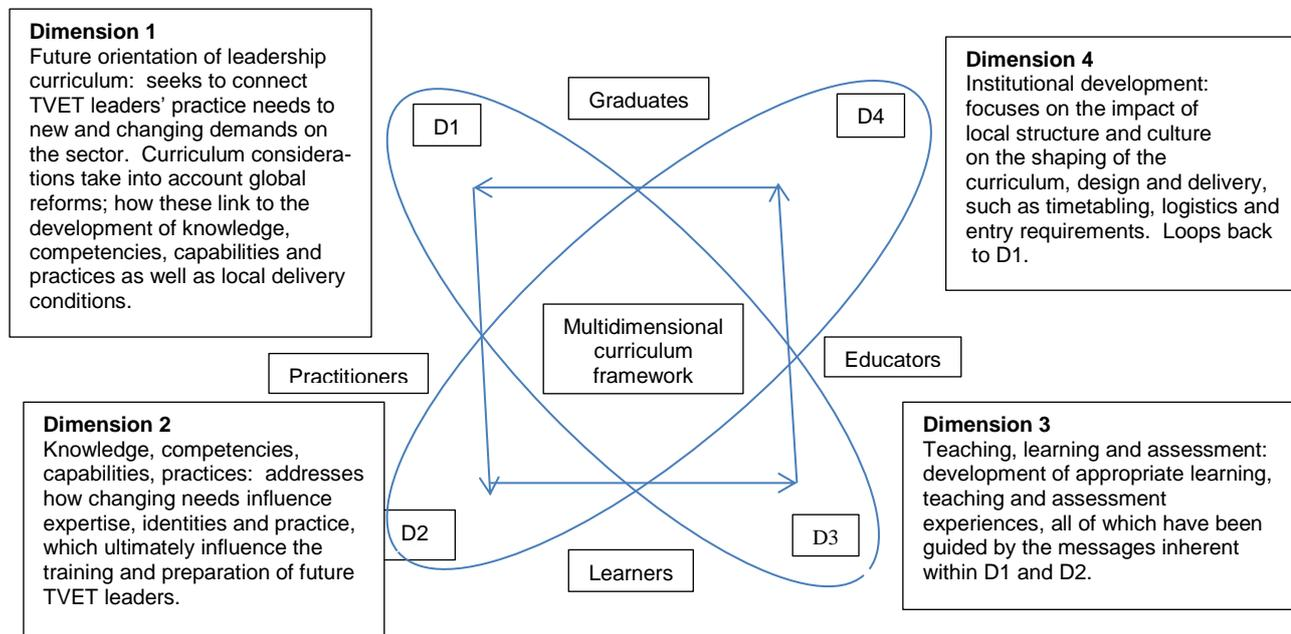 Dimension 1
Future orientation of leadership
curriculum: seeks to connect
TVET leaders' practice needs to
new and changing demands on
the sector. Curriculum considera-
tions take into account global
reforms; how these link to the
development of knowledge,
competencies, capabilities and
practices as well as local delivery
conditions.
D1
Graduates
D4
Dimension 4
Institutional development:
focuses on the impact of
local structure and culture
on the shaping of the
curriculum, design and delivery,
such as timetabling, logistics and
entry requirements. Loops back
to D1.
Practitioners
Multidimensional
curriculum
framework
Educators
Dimension 2
Knowledge, competencies,
capabilities, practices: addresses
how changing needs influence
expertise, identities and practice,
which ultimately influence the
training and preparation of future
TVET leaders.
D2
Learners
D3
Dimension 3
Teaching, learning and assessment:
development of appropriate learning,
teaching and assessment
experiences, all of which have been
guided by the messages inherent
within D1 and D2.